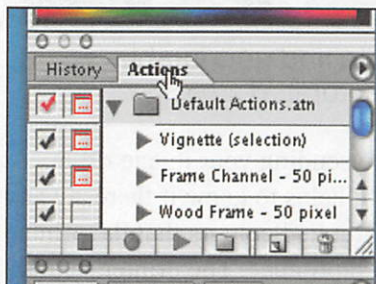 History Actions
Default Actions.atn
Vignette (selection)
Frame Channel - 50 pi...
Wood Frame - 50 pixel